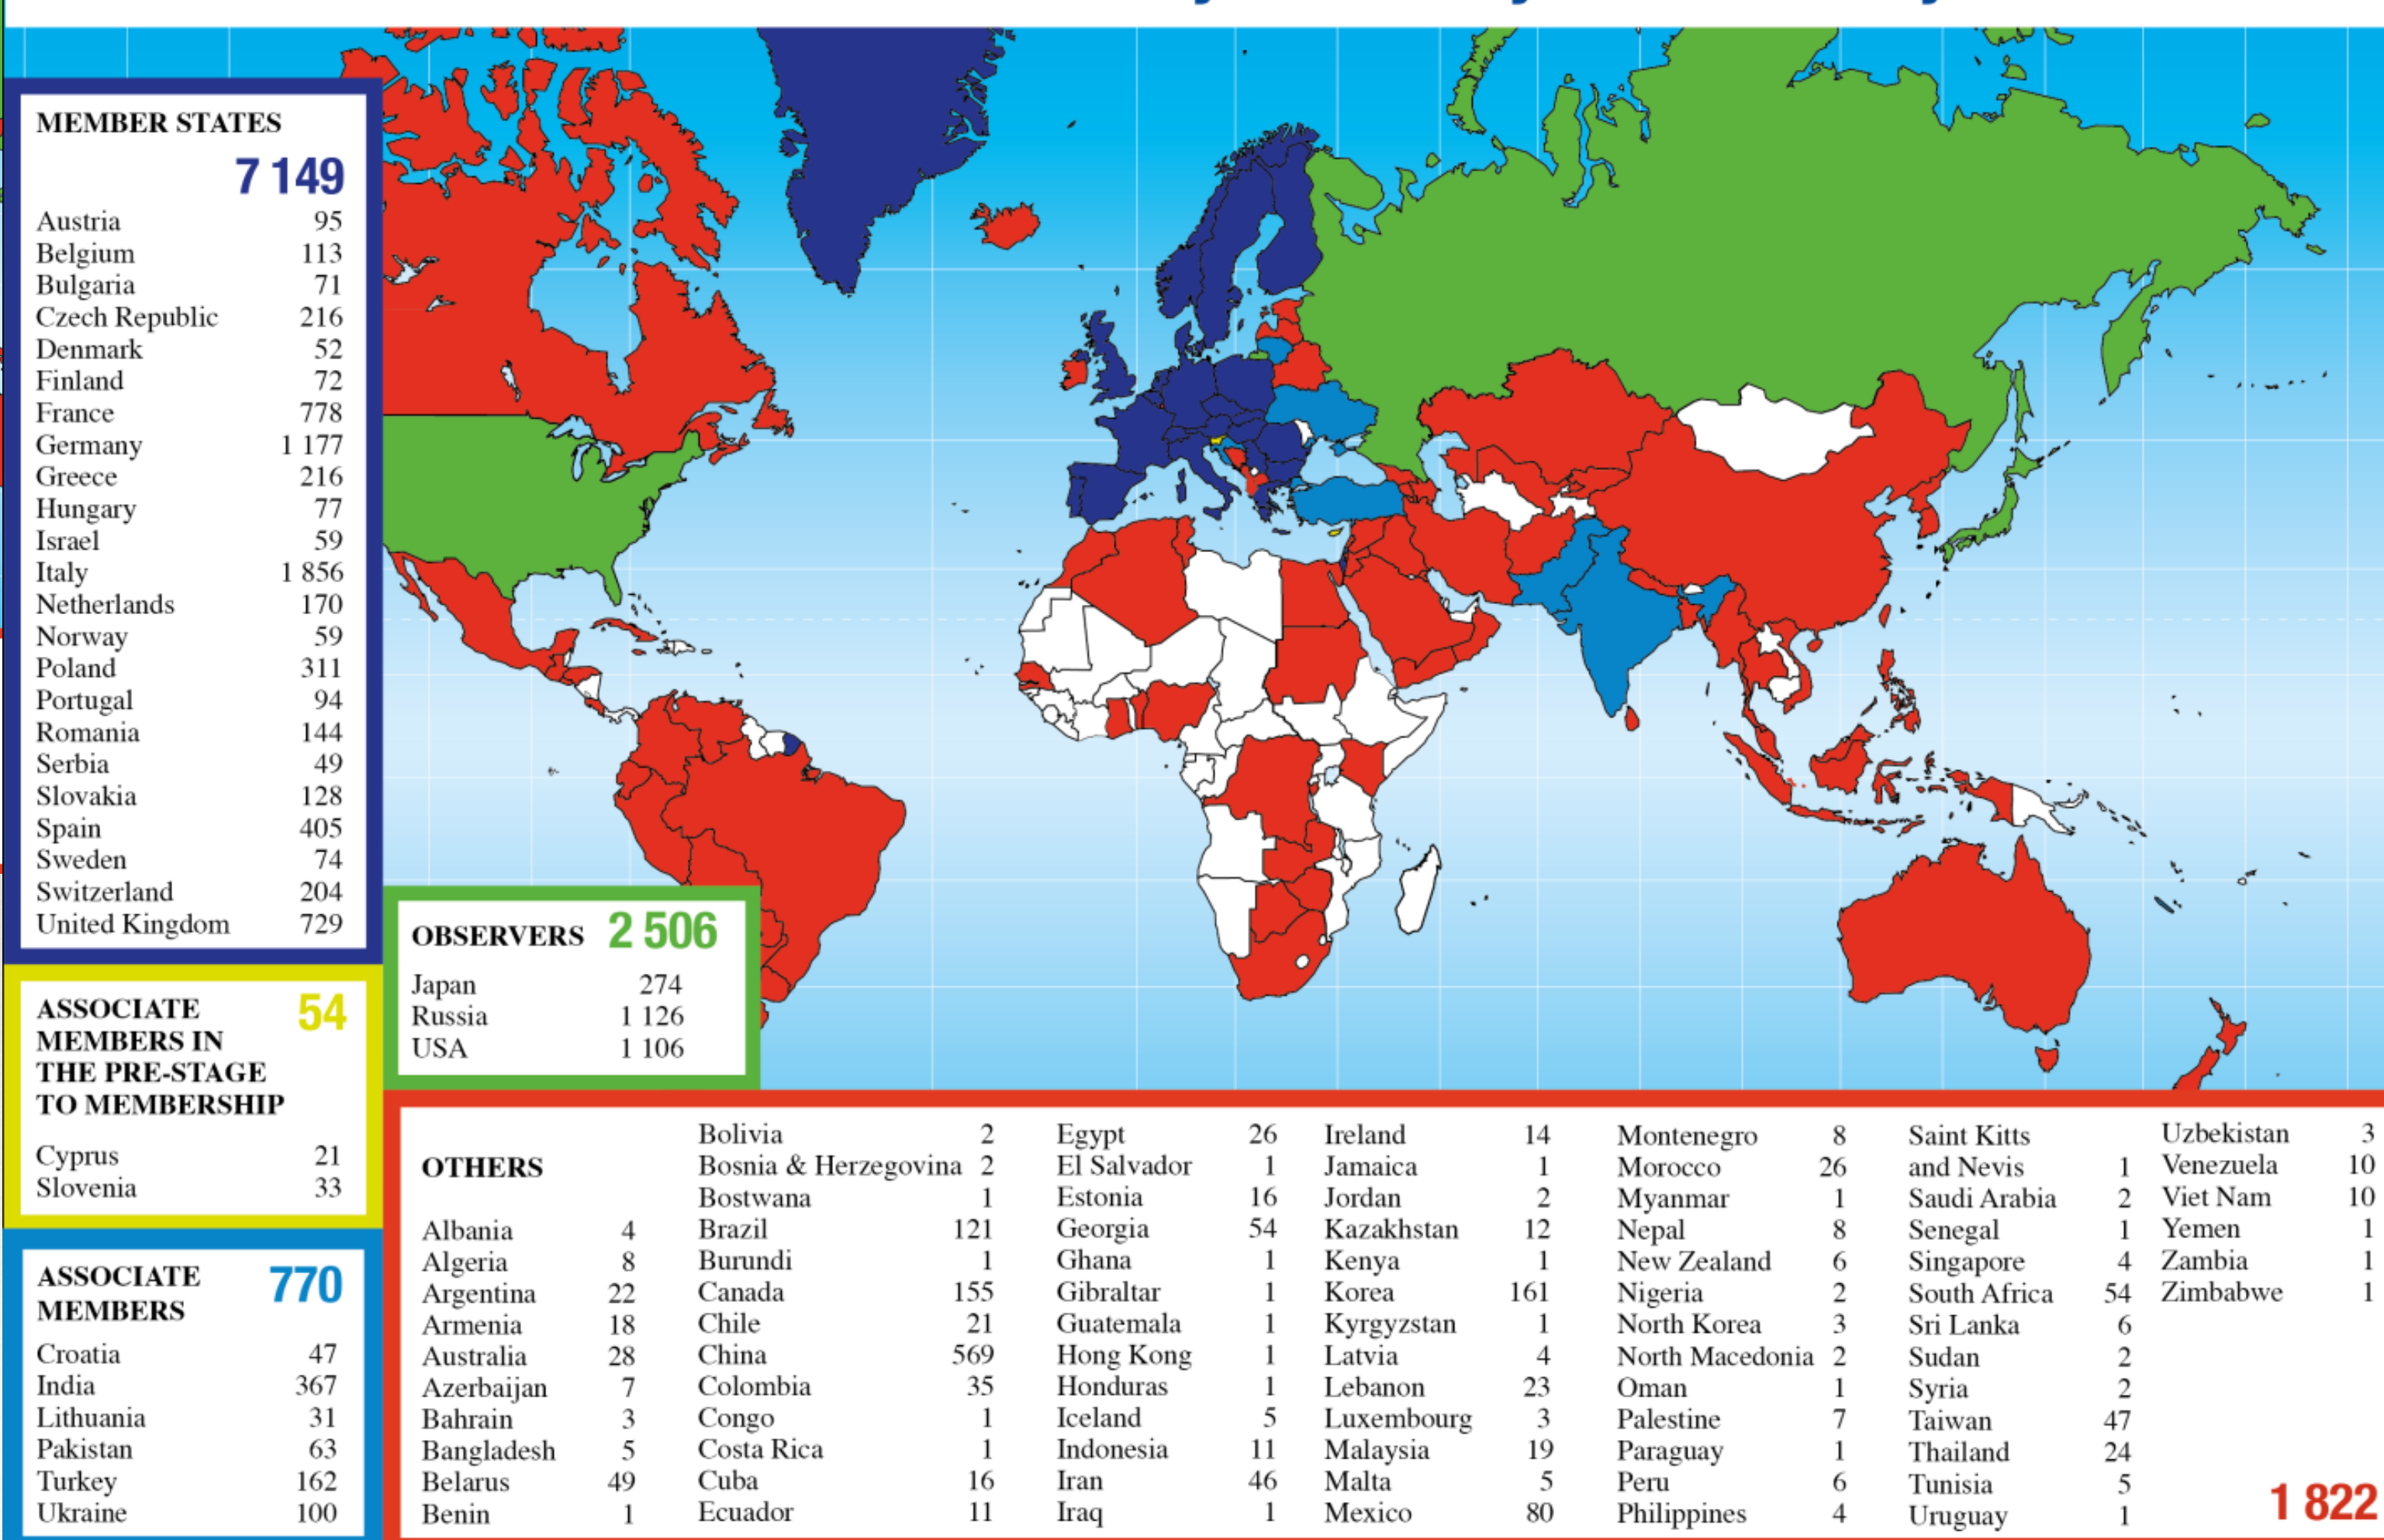 MEMBER STATES
7 149
Austria 95
Belgium 113
Bulgaria 71
Czech Republic 216
Denmark 52
Finland 72
France 778
Germany 1 177
Greece 216
Hungary 77
Israel 59
Italy 1 856
Netherlands 170
Norway 59
Poland 311
Portugal 94
Romania 144
Serbia 49
Slovakia 128
Spain 405
Sweden 74
Switzerland 204
United Kingdom 729
ASSOCIATE 54
MEMBERS IN
THE PRE-STAGE
TO MEMBERSHIP
Cyprus 21
Slovenia 33
ASSOCIATE 770
MEMBERS
Croatia 47
India 367
Lithuania 31
Pakistan 63
Turkey 162
Ukraine 100
OBSERVERS 2 506
Japan 274
Russia 1 126
USA 1 106
OTHERS
Albania 4
Algeria 8
Argentina 22
Armenia 18
Australia 28
Azerbaijan 7
Bahrain 3
Bangladesh 5
Belarus 49
Benin 1
Bolivia 2
Bosnia & Herzegovina 2
Bostwana 1
Brazil 121
Burundi 1
Canada 155
Chile 21
China 569
Colombia 35
Congo 1
Costa Rica 1
Cuba 16
Ecuador 11
Egypt 26
El Salvador 1
Estonia 16
Georgia 54
Ghana 1
Gibraltar 1
Guatemala 1
Hong Kong 1
Honduras 1
Iceland 5
Indonesia 11
Iran 46
Iraq 1
Ireland 14
Jamaica 1
Jordan 2
Kazakhstan 12
Kenya 1
Korea 161
Kyrgyzstan 1
Latvia 4
Lebanon 23
Luxembourg 3
Malaysia 19
Malta 5
Mexico 80
Montenegro 8
Morocco 26
Myanmar 1
Nepal 8
New Zealand 6
Nigeria 2
North Korea 3
North Macedonia 2
Oman 1
Palestine 7
Paraguay 1
Peru 6
Philippines 4
Saint Kitts
and Nevis 1
Saudi Arabia 2
Senegal 1
Singapore 4
South Africa 54
Sri Lanka 6
Sudan 2
Syria 2
Taiwan 47
Thailand 24
Tunisia 5
Uruguay 1
Uzbekistan 3
Venezuela 10
Viet Nam 10
Yemen 1
Zambia 1
Zimbabwe 1
1 822